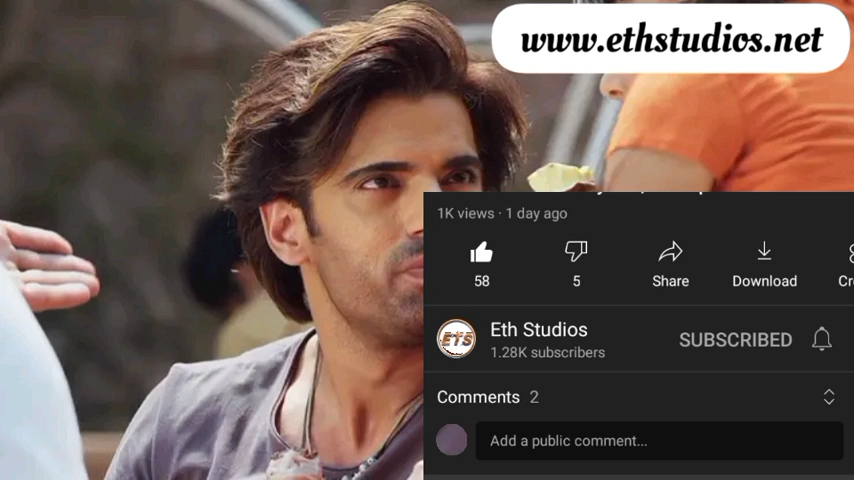 www.ethstudios.net
1K views · 1 day ago
58
5
Share
Download
Cr
ETS
Eth Studios
1.28K subscribers
SUBSCRIBED
Comments 2
Add a public comment...